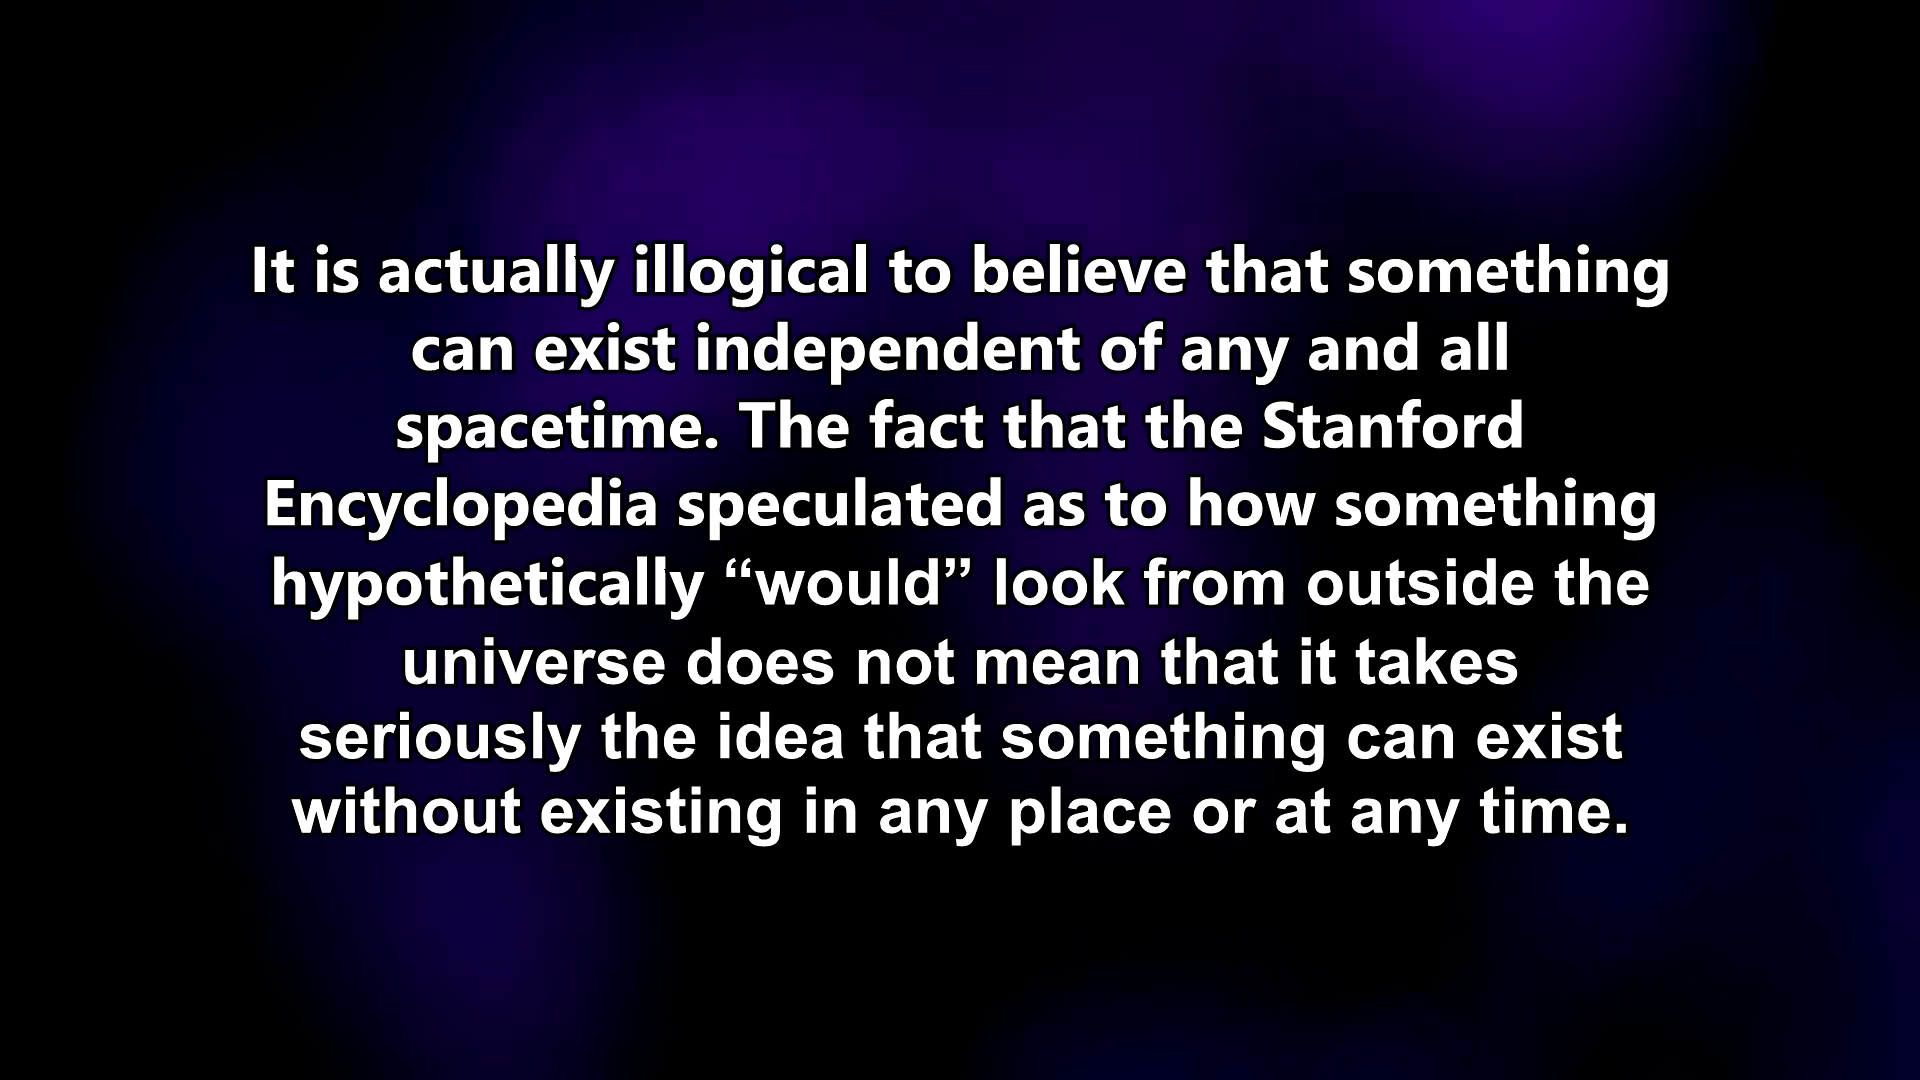 It is actually illogical to believe that something
can exist independent of any and all
spacetime. The fact that the Stanford
Encyclopedia speculated as to how something
hypothetically “would” look from outside the
universe does not mean that it takes
seriously the idea that something can exist
without existing in any place or at any time.